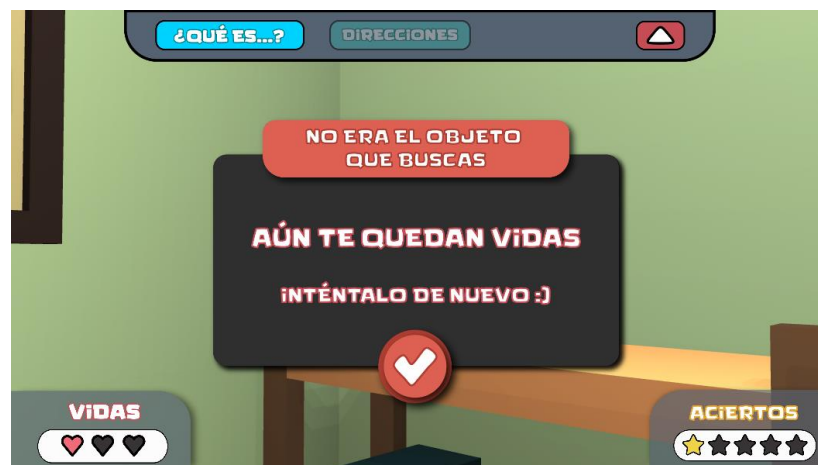 ¿QUÉ ES...?
DIRECCIONES
NO ERA EL OBJETO
QUE BUSCAS
AÚN TE QUEDAN VIDAS
¡INTÉNTALO DE NUEVO :)
VIDAS
ACIERTOS